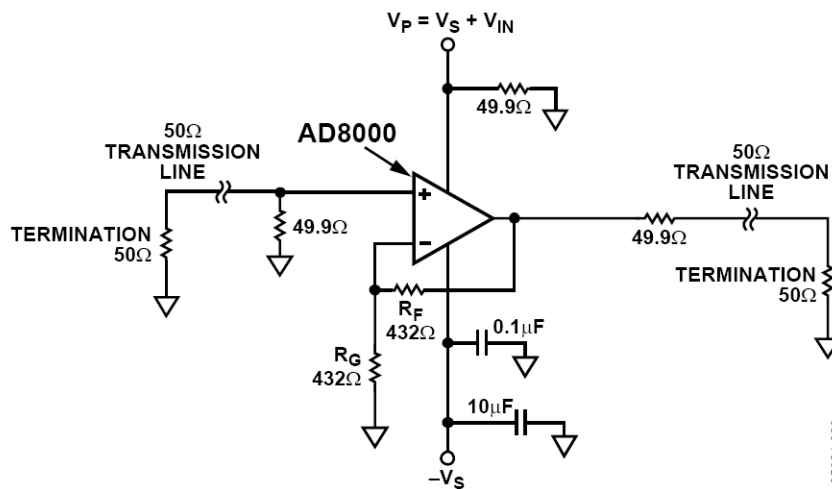 V_P = V_S + V_IN
49.9Ω
AD8000
50Ω
TRANSMISSION
LINE
50Ω
TRANSMISSION
LINE
+
49.9Ω
TERMINATION
50Ω
−
49.9Ω
TERMINATION
50Ω
R_F
432Ω
0.1µF
R_G
432Ω
10µF
–V_S